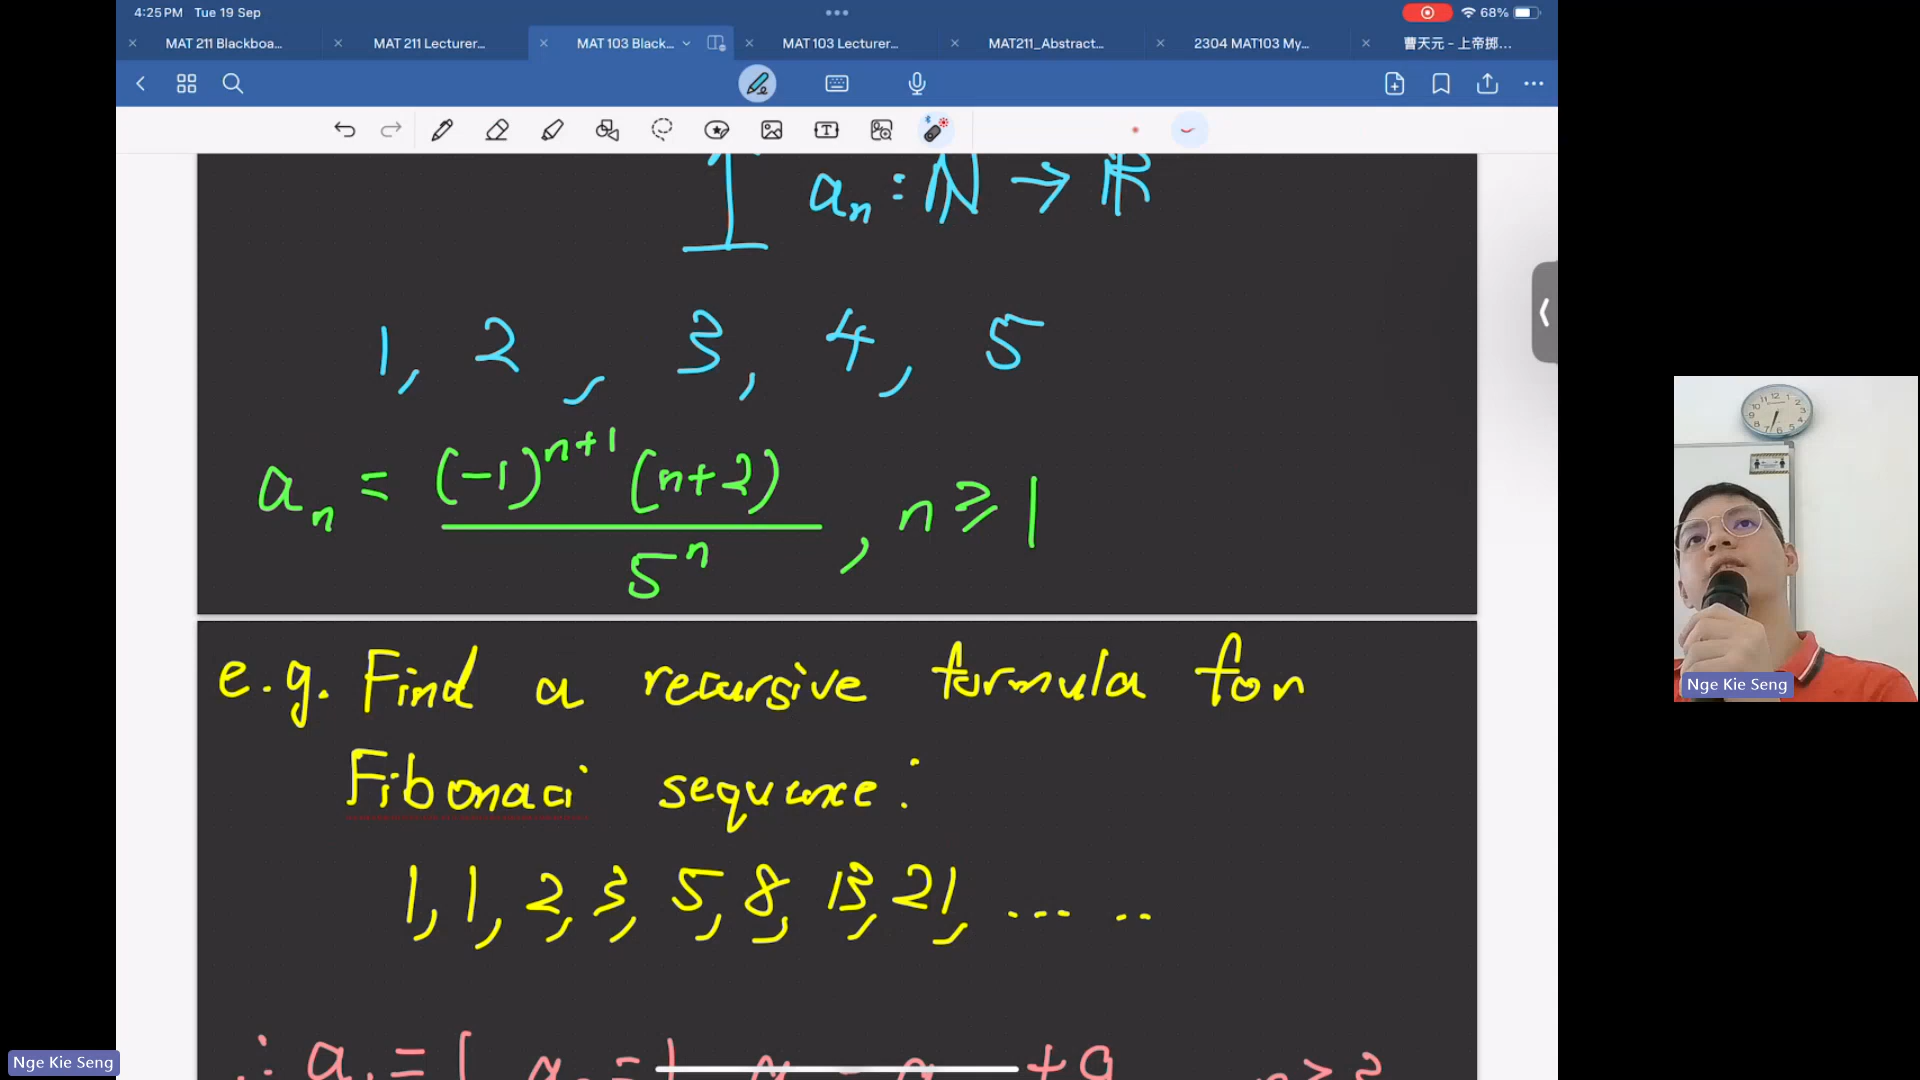 4:25 PM Tue 19 Sep
68%
MAT 211 Blackboa...
MAT 211 Lecturer...
MAT 103 Black...
MAT 103 Lecturer...
MAT211_Abstract...
2304 MAT103 My...
曹天元 - 上帝掷...
aₙ : ℕ → ℝ
1, 2, 3, 4, 5
aₙ = (-1)ⁿ⁺¹ (n+2) / 5ⁿ , n ≥ 1
e.g. Find a recursive formula for
Fibonaci sequence:
1, 1, 2, 3, 5, 8, 13, 21, ... ..
Nge Kie Seng
Nge Kie Seng